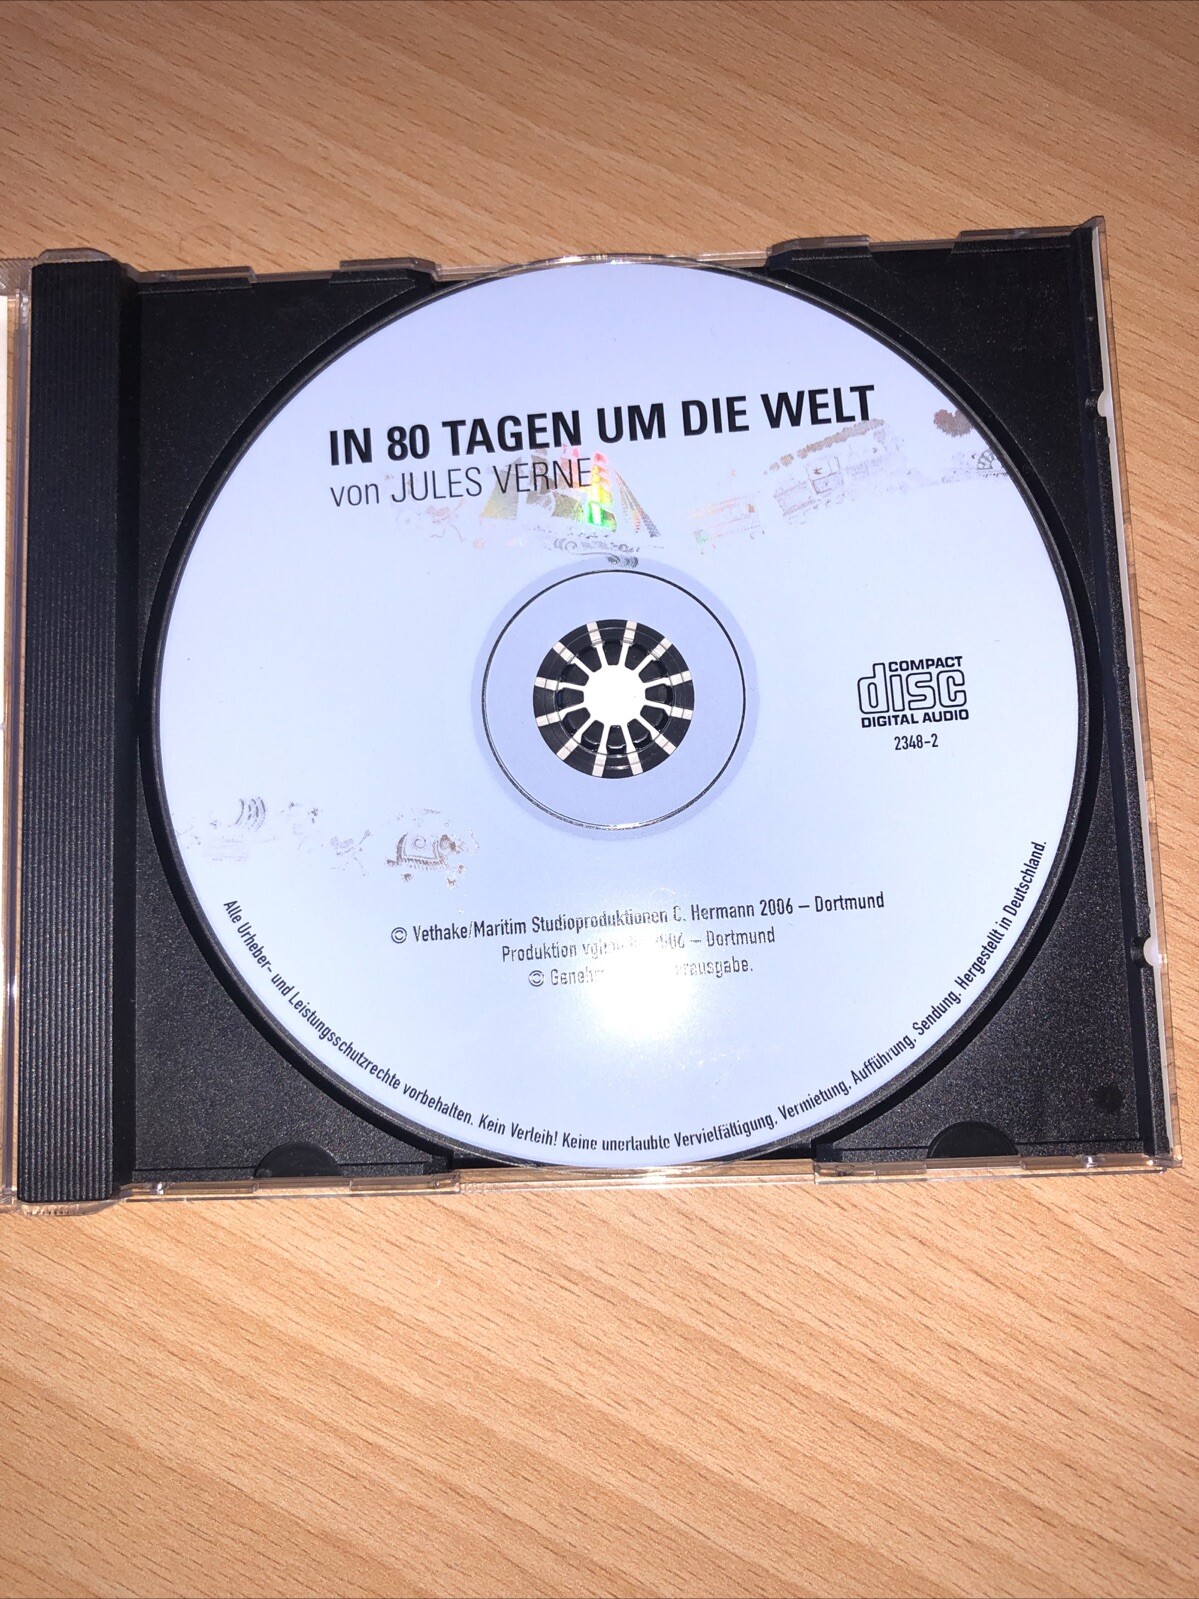 IN 80 TAGEN UM DIE WELT
von JULES VERNE
COMPACT
disc
DIGITAL AUDIO
2348-2
© Vethake/Maritim Studioproduktionen C. Hermann 2006 – Dortmund
Produktion – Dortmund
©
Alle Urheber- und Leistungsschutzrechte vorbehalten. Kein Verleih! Keine unerlaubte Vervielfältigung, Vermietung, Aufführung, Sendung. Hergestellt in Deutschland.